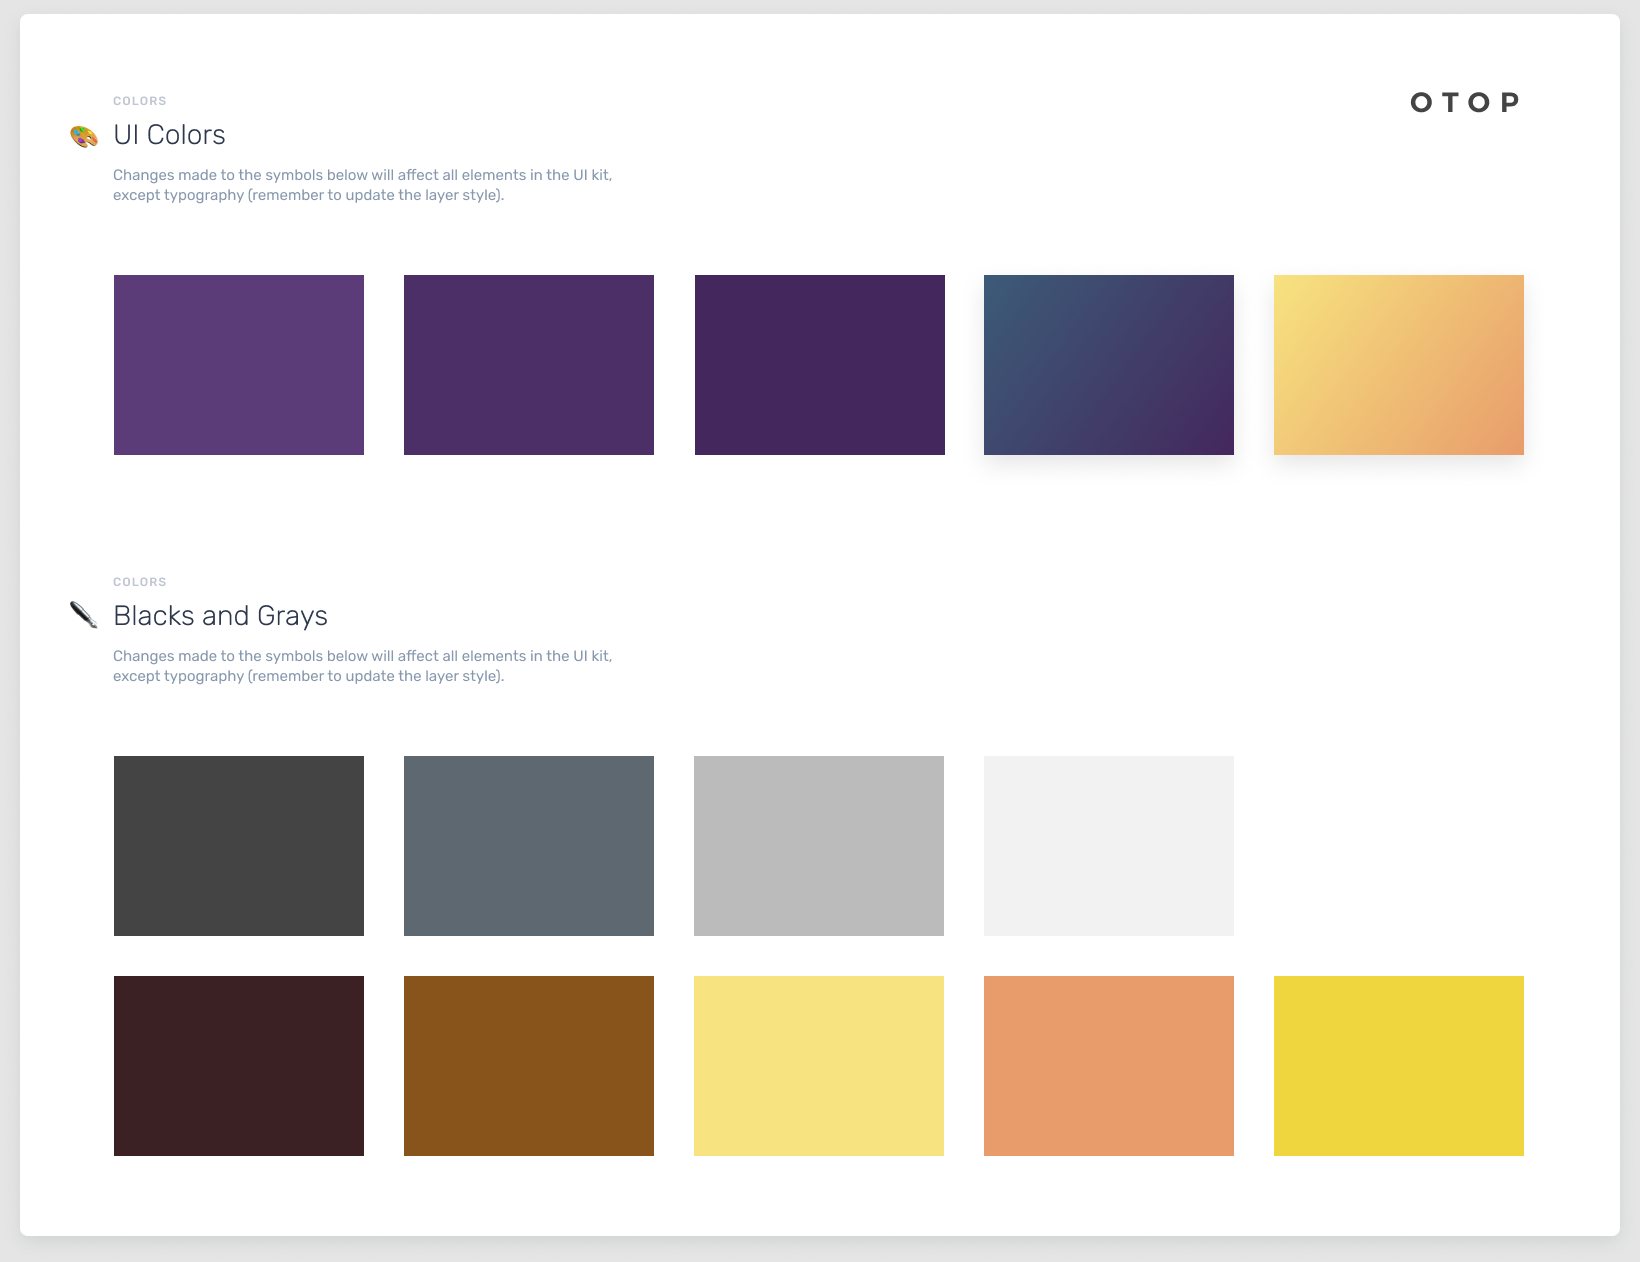 COLORS
OTOP
UI Colors
Changes made to the symbols below will affect all elements in the UI kit,
except typography (remember to update the layer style).
COLORS
Blacks and Grays
Changes made to the symbols below will affect all elements in the UI kit,
except typography (remember to update the layer style).